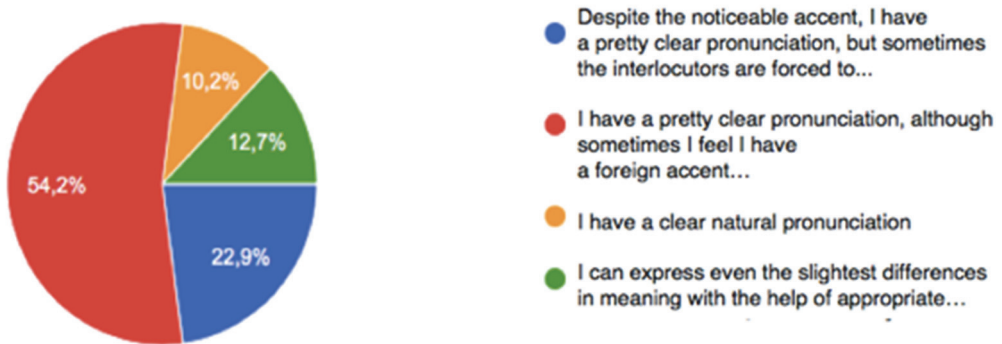 10,2%
12,7%
54,2%
22,9%
Despite the noticeable accent, I have
a pretty clear pronunciation, but sometimes
the interlocutors are forced to...
I have a pretty clear pronunciation, although
sometimes I feel I have
a foreign accent...
I have a clear natural pronunciation
I can express even the slightest differences
in meaning with the help of appropriate...